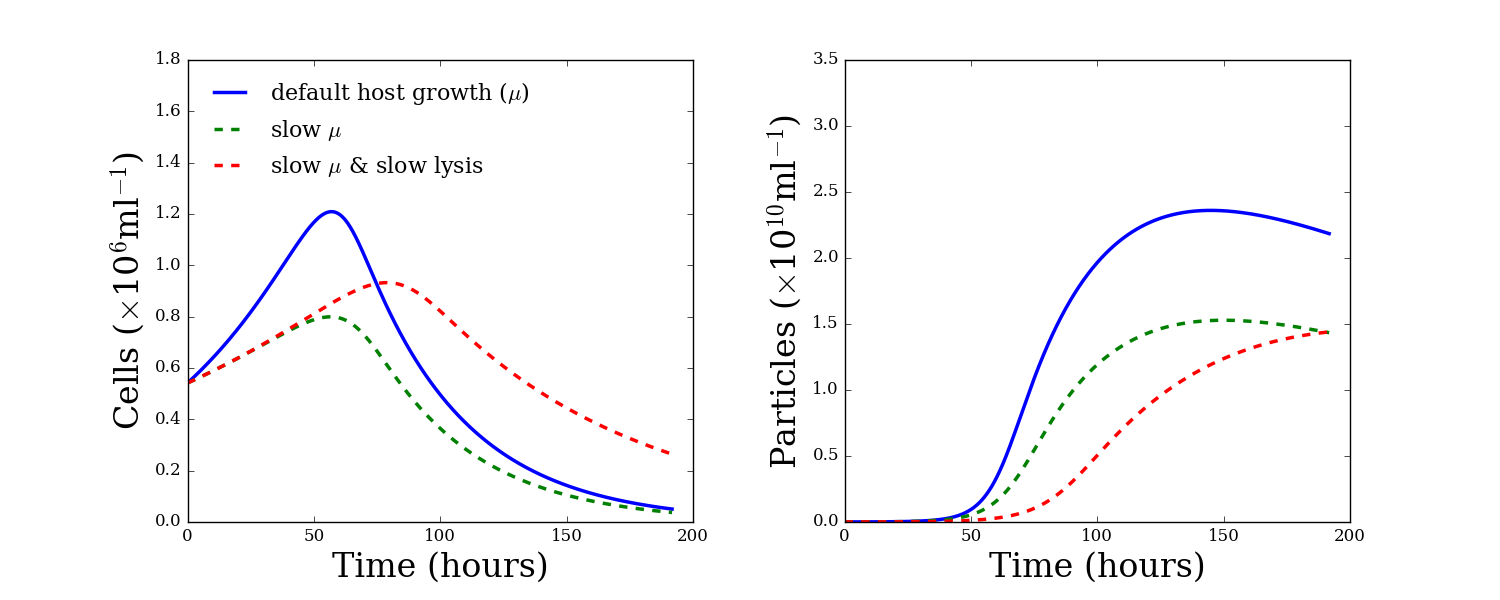 default host growth (μ)
slow μ
slow μ & slow lysis
Cells (×10⁶ml⁻¹)
1.8
1.6
1.4
1.2
1.0
0.8
0.6
0.4
0.2
0.0
0 50 100 150 200
Time (hours)
Particles (×10¹⁰ml⁻¹)
3.5
3.0
2.5
2.0
1.5
1.0
0.5
0.0
0 50 100 150 200
Time (hours)